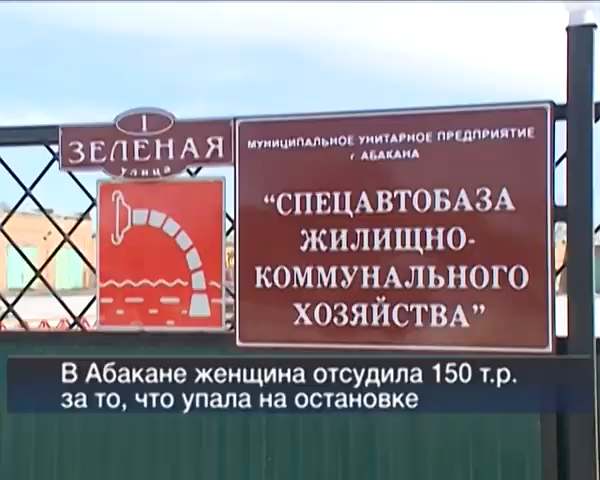 1
ЗЕЛЕНАЯ
улица
МУНИЦИПАЛЬНОЕ УНИТАРНОЕ ПРЕДПРИЯТИЕ
г АБАКАНА
"СПЕЦАВТОБАЗА
ЖИЛИЩНО-
КОММУНАЛЬНОГО
ХОЗЯЙСТВА"
В Абакане женщина отсудила 150 т.р.
за то, что упала на остановке